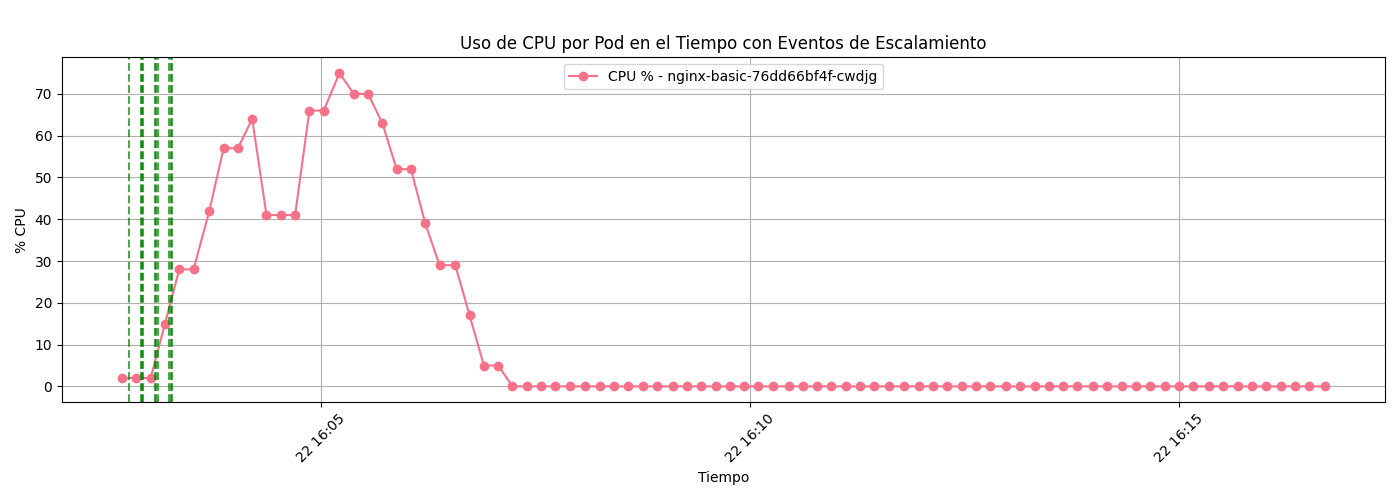 Uso de CPU por Pod en el Tiempo con Eventos de Escalamiento
CPU % - nginx-basic-76dd66bf4f-cwdjg
% CPU
70
60
50
40
30
20
10
0
22 16:05
22 16:10
22 16:15
Tiempo